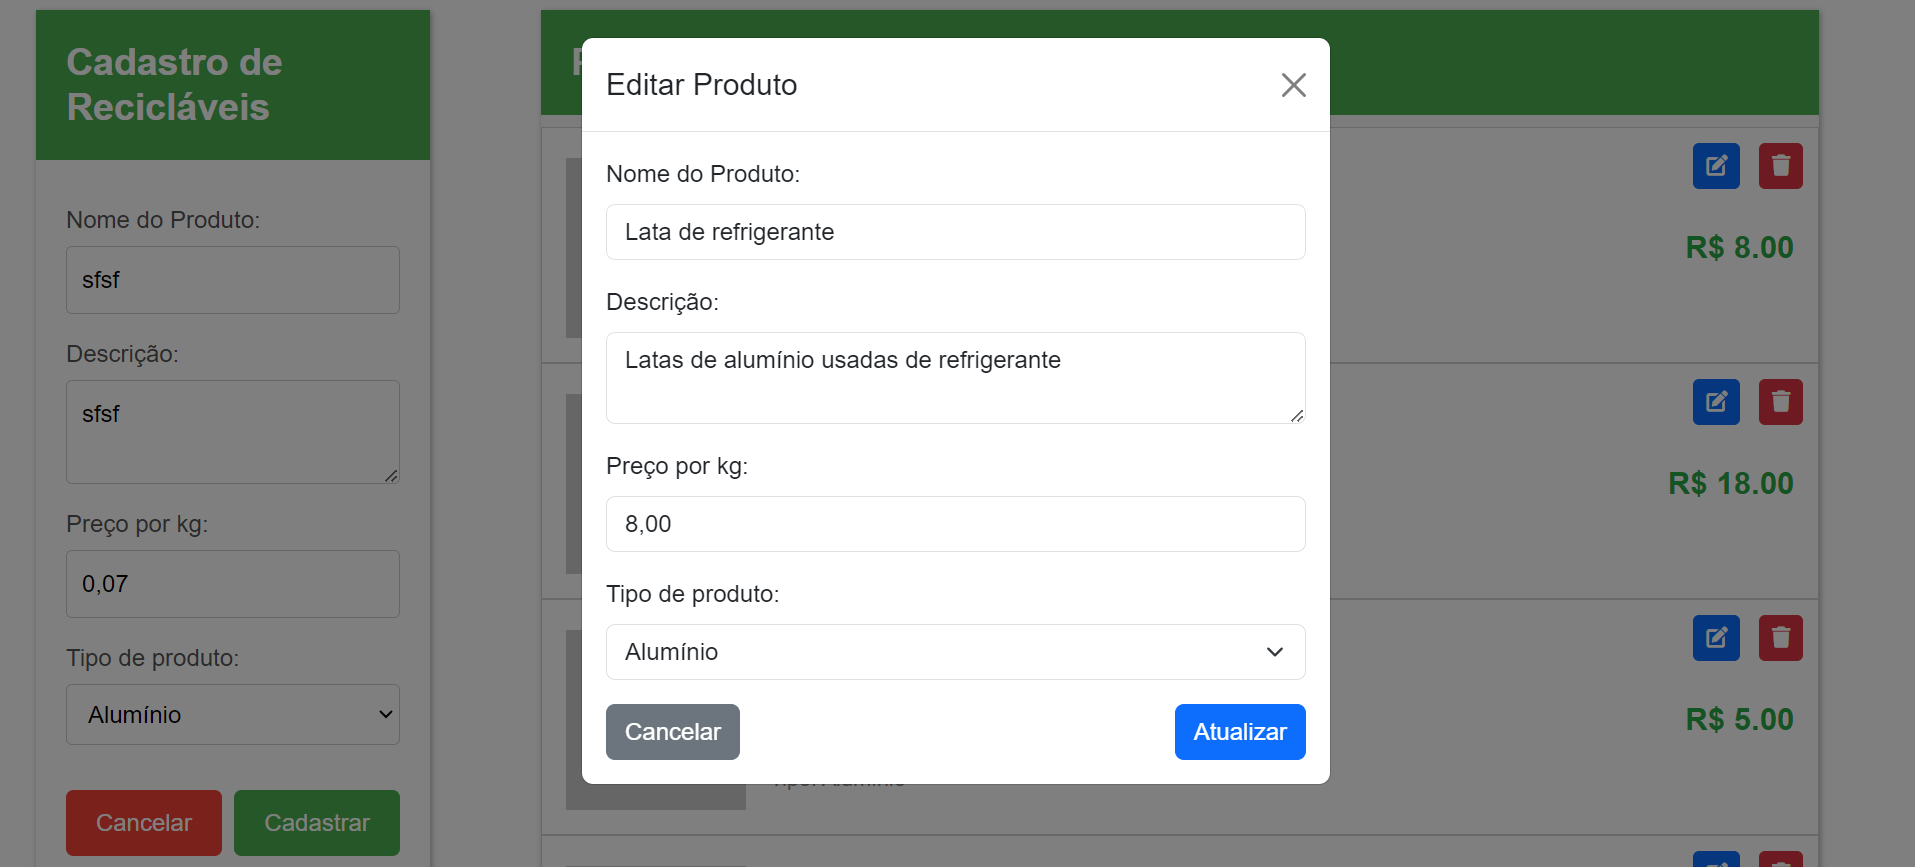 Cadastro de
Recicláveis
Nome do Produto:
sfsf
Descrição:
sfsf
Preço por kg:
0,07
Tipo de produto:
Alumínio
Cancelar
Cadastrar
Editar Produto
Nome do Produto:
Lata de refrigerante
Descrição:
Latas de alumínio usadas de refrigerante
Preço por kg:
8,00
Tipo de produto:
Alumínio
Cancelar
Atualizar
R$ 8.00
R$ 18.00
R$ 5.00